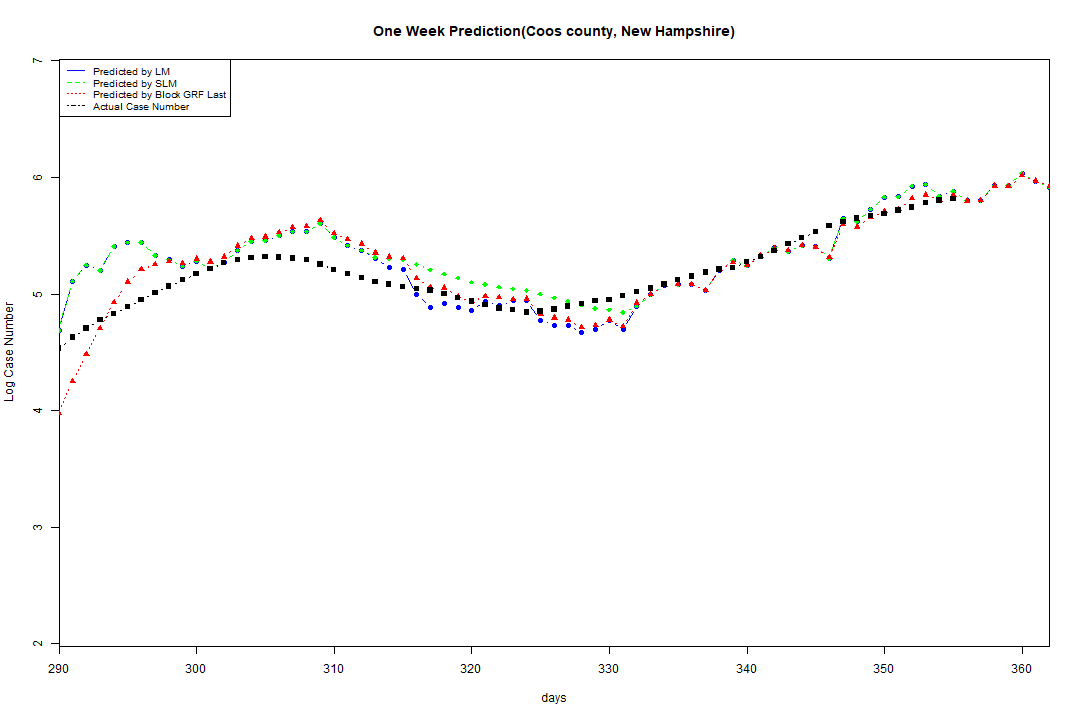 One Week Prediction(Coos county, New Hampshire)
Predicted by LM
Predicted by SLM
Predicted by Block GRF Last
Actual Case Number
7
6
5
4
3
2
Log Case Number
290 300 310 320 330 340 350 360
days